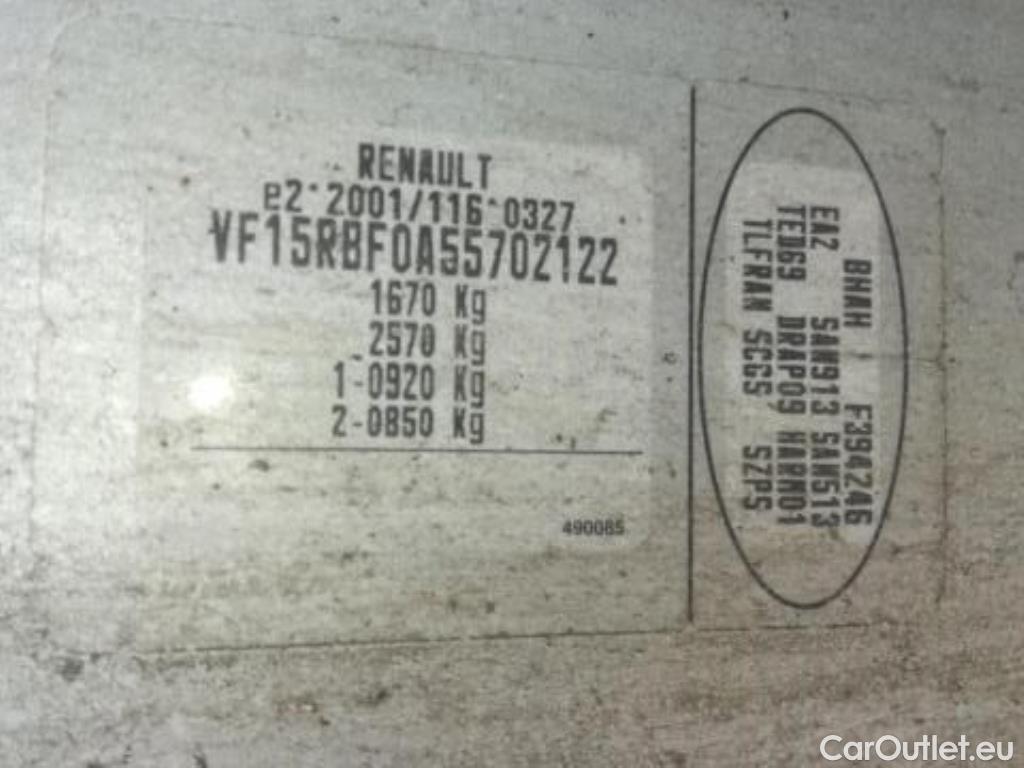 RENAULT
e2*2001/116*0327
VF15RBF0A55702122
1670 Kg
2570 Kg
1-0920 Kg
2-0850 Kg
490085
BHAH F394246
EA2 SAN913 SAN513
TED69 DRAP09 HARM01
TLFRAN SCGS SZPS
CarOutlet.eu